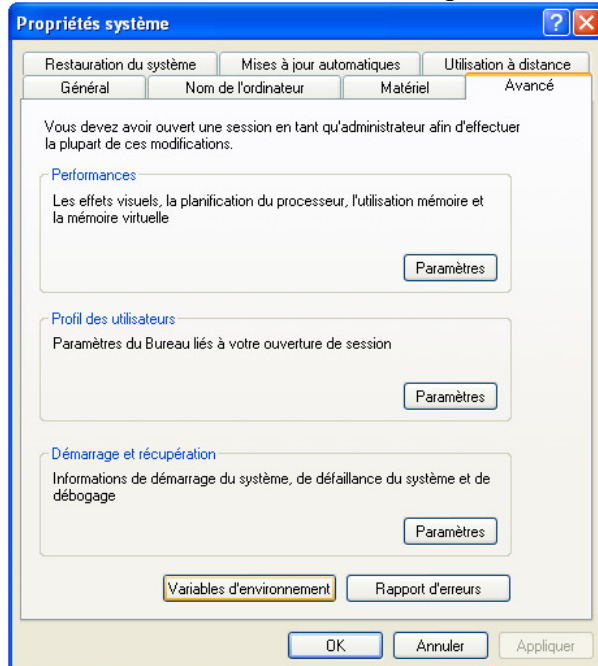 Propriétés système
Restauration du système Mises à jour automatiques Utilisation à distance
Général Nom de l'ordinateur Matériel Avancé
Vous devez avoir ouvert une session en tant qu'administrateur afin d'effectuer
la plupart de ces modifications.
Performances
Les effets visuels, la planification du processeur, l'utilisation mémoire et
la mémoire virtuelle
Paramètres
Profil des utilisateurs
Paramètres du Bureau liés à votre ouverture de session
Paramètres
Démarrage et récupération
Informations de démarrage du système, de défaillance du système et de
débogage
Paramètres
Variables d'environnement Rapport d'erreurs
OK Annuler Appliquer